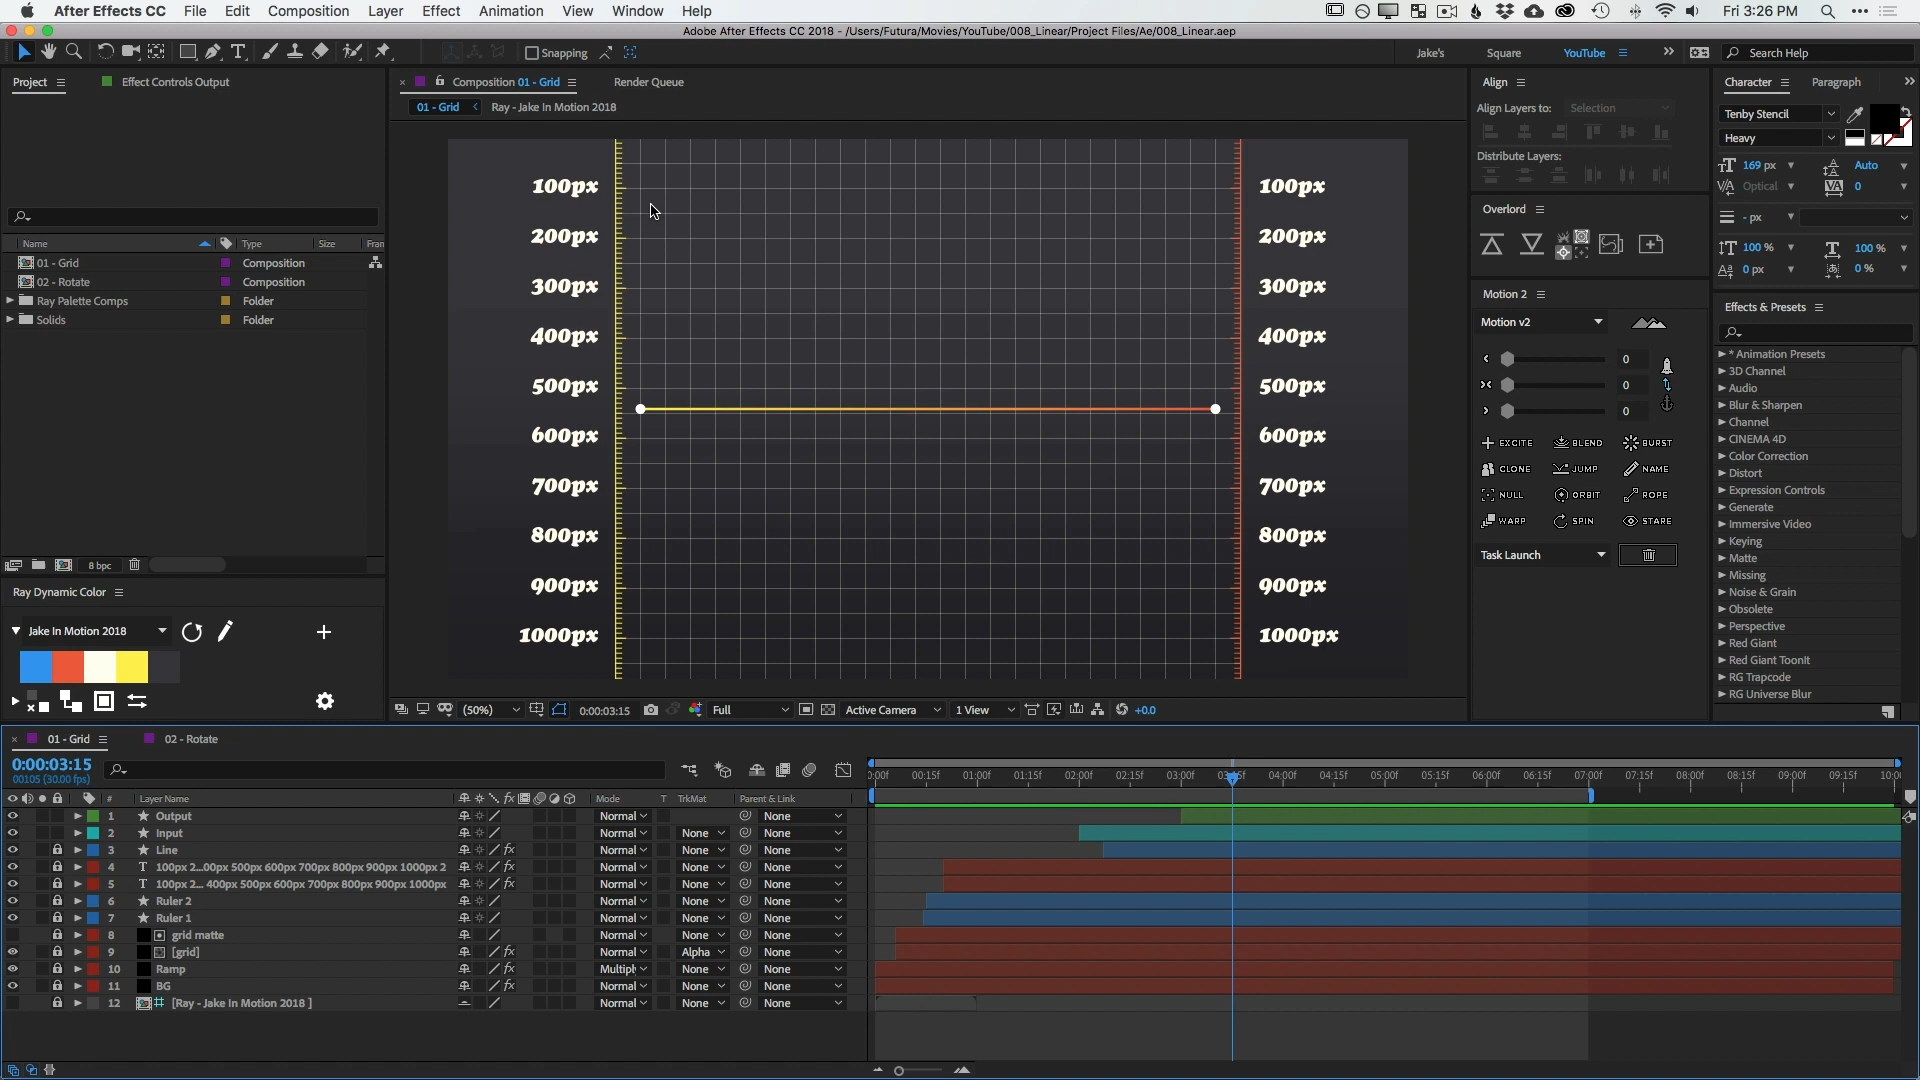 After Effects CC File Edit Composition Layer Effect Animation View Window Help Fri 3:26 PM
Adobe After Effects CC 2018 - /Users/Futura/Movies/YouTube/008_Linear/Project Files/Ae/008_Linear.aep
Snapping Jake's Square YouTube Search Help
Project Effect Controls Output
Composition 01 - Grid Render Queue
01 - Grid Ray - Jake In Motion 2018
100px 100px
200px 200px
300px 300px
400px 400px
500px 500px
600px 600px
700px 700px
800px 800px
900px 900px
1000px 1000px
Name Type Size Fran
01 - Grid Composition
02 - Rotate Composition
Ray Palette Comps Folder
Solids Folder
8 bpc
Ray Dynamic Color
Jake In Motion 2018
(50%) 0:00:03:15 Full Active Camera 1 View +0.0
Align
Align Layers to: Selection
Distribute Layers:
Overlord
Motion 2
Motion v2
0
0
0
EXCITE BLEND BURST
CLONE JUMP NAME
NULL ORBIT ROPE
WARP SPIN STARE
Task Launch
Character Paragraph
Tenby Stencil
Heavy
169 px Auto
Optical 0
- px
100 % 100 %
0 px 0 %
Effects & Presets
* Animation Presets
3D Channel
Audio
Blur & Sharpen
Channel
CINEMA 4D
Color Correction
Distort
Expression Controls
Generate
Immersive Video
Keying
Matte
Missing
Noise & Grain
Obsolete
Perspective
Red Giant
Red Giant ToonIt
RG Trapcode
RG Universe Blur
01 - Grid 02 - Rotate
0:00:03:15
00105 (30.00 fps)
):00f 00:15f 01:00f 01:15f 02:00f 02:15f 03:00f 04:00f 04:15f 05:00f 05:15f 06:00f 06:15f 07:00f 07:15f 08:00f 08:15f 09:00f 09:15f 10:0
# Layer Name fx Mode T TrkMat Parent & Link
1 Output Normal None
2 Input Normal None None
3 Line fx Normal None None
4 T 100px 2...00px 500px 600px 700px 800px 900px 1000px 2 fx Normal None None
5 T 100px 2... 400px 500px 600px 700px 800px 900px 1000px fx Normal None None
6 Ruler 2 Normal None None
7 Ruler 1 Normal None None
8 grid matte Normal None None
9 [grid] fx Normal Alpha None
10 Ramp fx Multiply None None
11 BG fx Normal None None
12 [Ray - Jake In Motion 2018 ] Normal None None